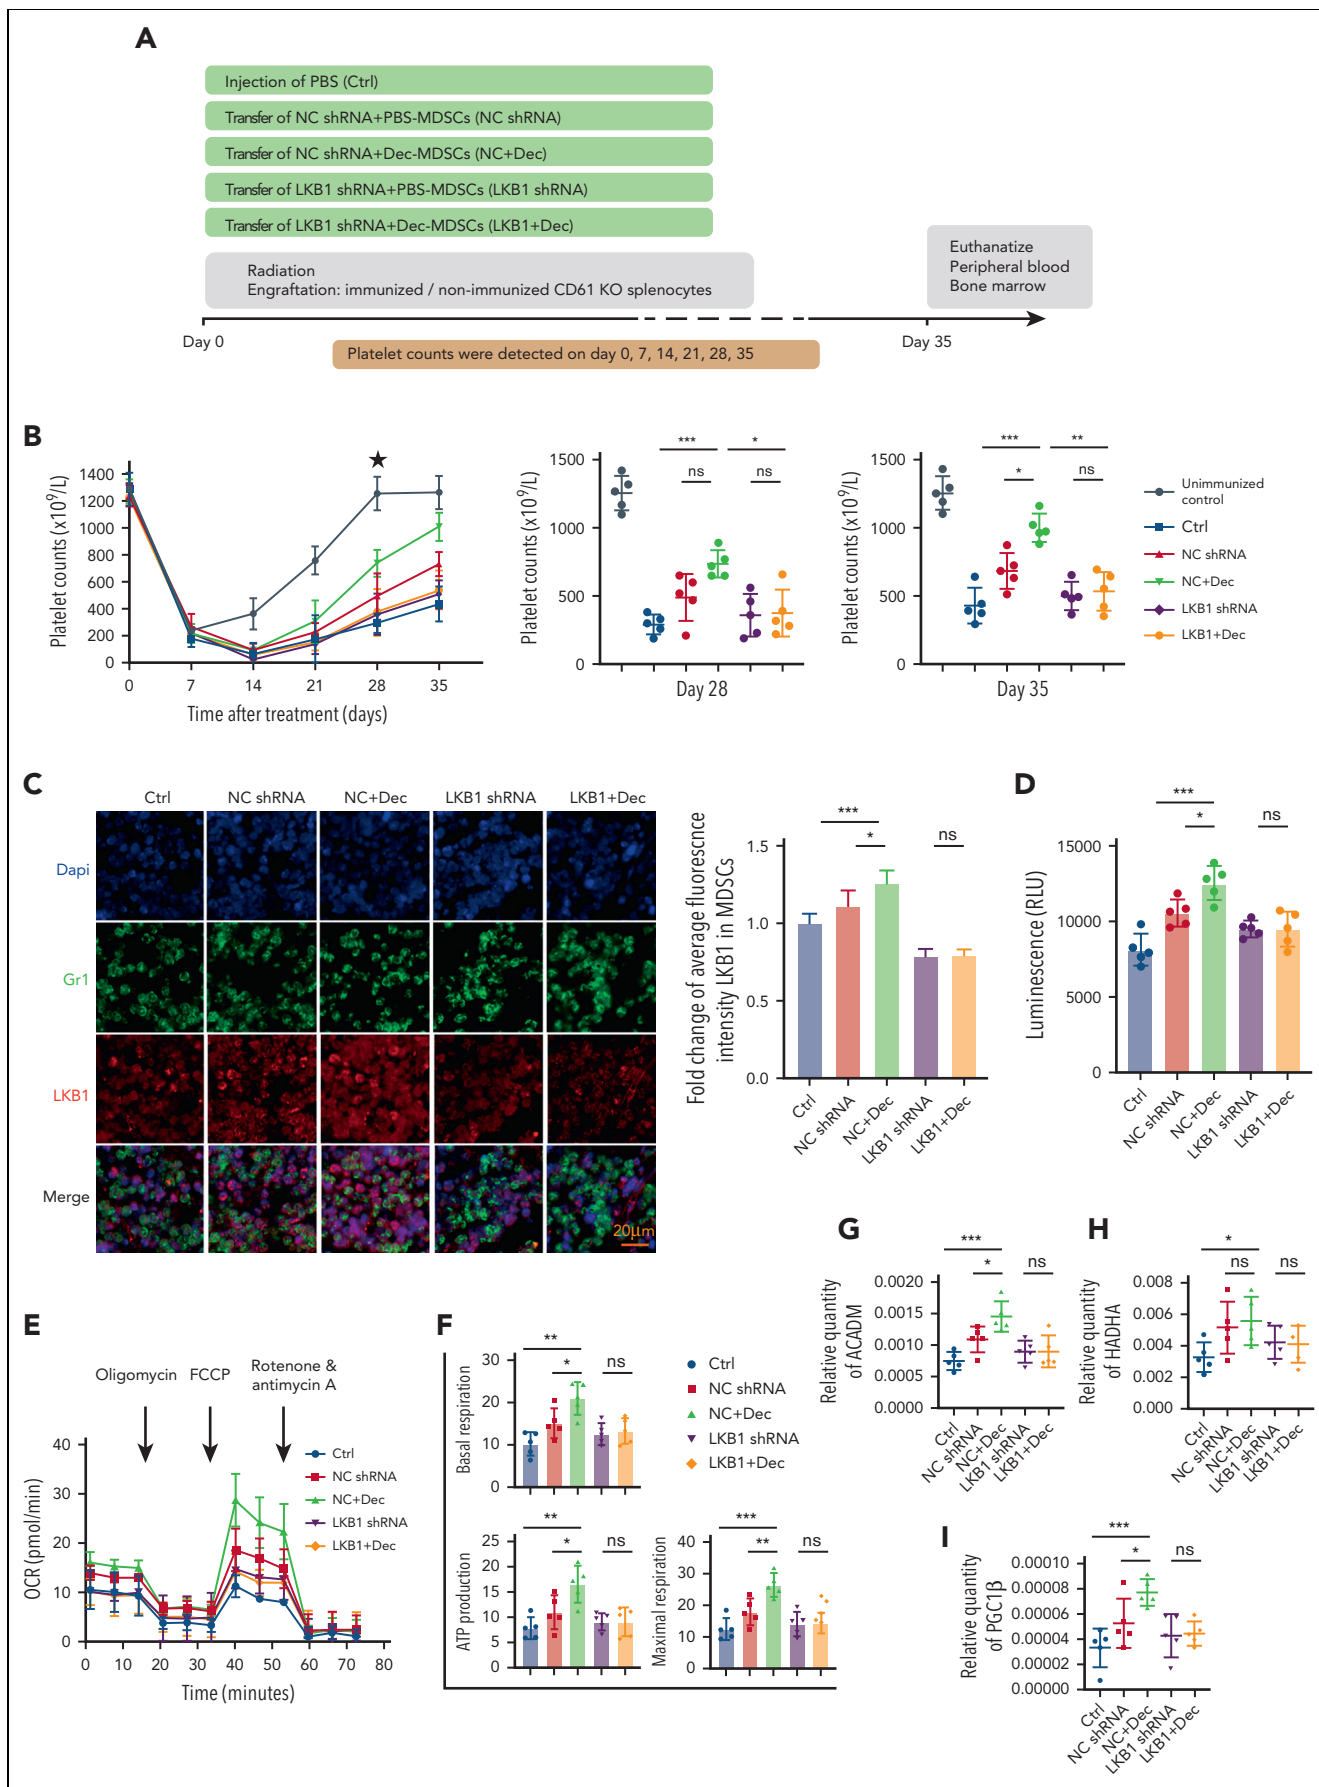 A
Injection of PBS (Ctrl)
Transfer of NC shRNA+PBS-MDSCs (NC shRNA)
Transfer of NC shRNA+Dec-MDSCs (NC+Dec)
Transfer of LKB1 shRNA+PBS-MDSCs (LKB1 shRNA)
Transfer of LKB1 shRNA+Dec-MDSCs (LKB1+Dec)
Radiation
Engraftation: immunized / non-immunized CD61 KO splenocytes
Euthanatize
Peripheral blood
Bone marrow
Day 0
Day 35
Platelet counts were detected on day 0, 7, 14, 21, 28, 35
B
Platelet counts (x10⁹/L)
1400
1200
1000
800
600
400
200
0
0 7 14 21 28 35
Time after treatment (days)
★
Platelet counts (x10⁹/L)
1500
1000
500
0
*** *
ns ns
Day 28
Platelet counts (x10⁹/L)
1500
1000
500
0
*** **
* ns
Day 35
Unimmunized
control
Ctrl
NC shRNA
NC+Dec
LKB1 shRNA
LKB1+Dec
C
Ctrl NC shRNA NC+Dec LKB1 shRNA LKB1+Dec
Dapi
Gr1
LKB1
Merge
20μm
Fold change of average fluorescnce
intensity LKB1 in MDSCs
1.5
1.0
0.5
0.0
***
* ns
Ctrl NC shRNA NC+Dec LKB1 shRNA LKB1+Dec
D
Luminescence (RLU)
15000
10000
5000
0
***
* ns
Ctrl NC shRNA NC+Dec LKB1 shRNA LKB1+Dec
E
Oligomycin FCCP Rotenone &
antimycin A
OCR (pmol/min)
40
30
20
10
0
0 10 20 30 40 50 60 70 80
Time (minutes)
Ctrl
NC shRNA
NC+Dec
LKB1 shRNA
LKB1+Dec
F
Basal respiration
30
20
10
0
**
* ns
Ctrl
NC shRNA
NC+Dec
LKB1 shRNA
LKB1+Dec
ATP production
25
20
15
10
5
0
**
* ns
Maximal respiration
40
30
20
10
0
***
** ns
G
Relative quantity
of ACADM
0.0020
0.0015
0.0010
0.0005
0.0000
***
* ns
Ctrl NC shRNA NC+Dec LKB1 shRNA LKB1+Dec
H
Relative quantity
of HADHA
0.008
0.006
0.004
0.002
0.000
*
ns ns
Ctrl NC shRNA NC+Dec LKB1 shRNA LKB1+Dec
I
Relative quantity
of PGC1β
0.00010
0.00008
0.00006
0.00004
0.00002
0.00000
***
* ns
Ctrl NC shRNA NC+Dec LKB1 shRNA LKB1+Dec